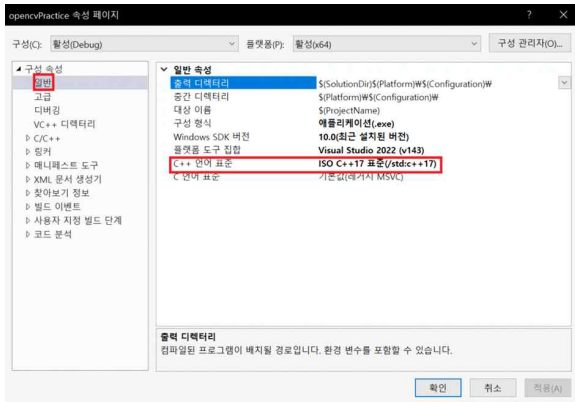 opencvPractice 속성 페이지 ? ×
구성(C): 활성(Debug) 플랫폼(P): 활성(x64) 구성 관리자(O)...
구성 속성
일반
고급
디버깅
VC++ 디렉터리
C/C++
링커
매니페스트 도구
XML 문서 생성기
찾아보기 정보
빌드 이벤트
사용자 지정 빌드 단계
코드 분석
일반 속성
출력 디렉터리 $(SolutionDir)$(Platform)₩$(Configuration)₩
중간 디렉터리 $(Platform)₩$(Configuration)₩
대상 이름 $(ProjectName)
구성 형식 애플리케이션(.exe)
Windows SDK 버전 10.0(최근 설치된 버전)
플랫폼 도구 집합 Visual Studio 2022 (v143)
C++ 언어 표준 ISO C++17 표준(/std:c++17)
C 언어 표준 기본값(레거시 MSVC)
출력 디렉터리
컴파일된 프로그램이 배치될 경로입니다. 환경 변수를 포함할 수 있습니다.
확인 취소 적용(A)